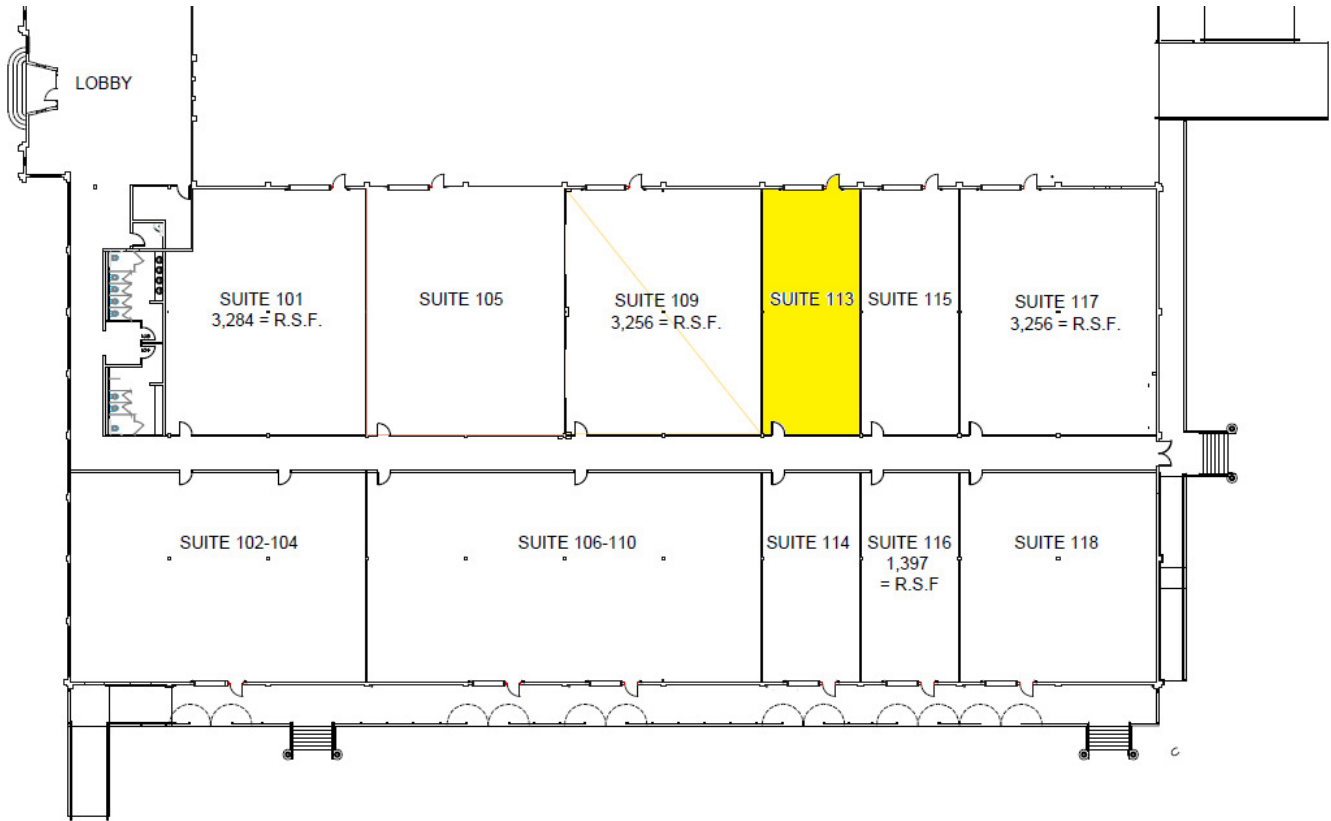 LOBBY
SUITE 101
3,284 = R.S.F.
SUITE 105
SUITE 109
3,256 = R.S.F.
SUITE 113
SUITE 115
SUITE 117
3,256 = R.S.F.
SUITE 102-104
SUITE 106-110
SUITE 114
SUITE 116
1,397
= R.S.F
SUITE 118